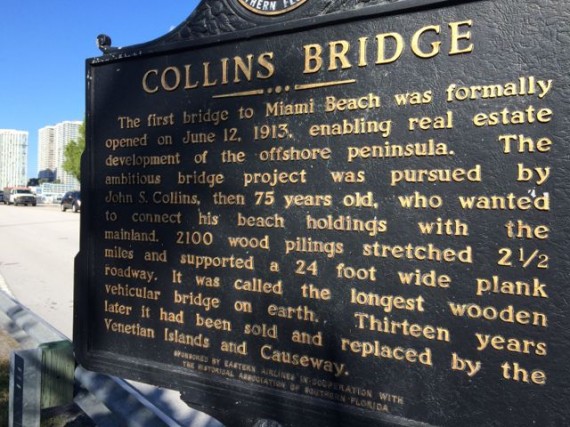 THERN FL
COLLINS BRIDGE
The first bridge to Miami Beach was formally
opened on June 12, 1913, enabling real estate
development of the offshore peninsula. The
ambitious bridge project was pursued by
John S. Collins, then 75 years old, who wanted
to connect his beach holdings with the
mainland. 2100 wood pilings stretched 2 1/2
miles and supported a 24 foot wide plank
roadway. It was called the longest wooden
vehicular bridge on earth. Thirteen years
later it had been sold and replaced by the
Venetian Islands and Causeway.
SPONSORED BY EASTERN AIRLINES IN COOPERATION WITH
THE HISTORICAL ASSOCIATION OF SOUTHERN FLORIDA